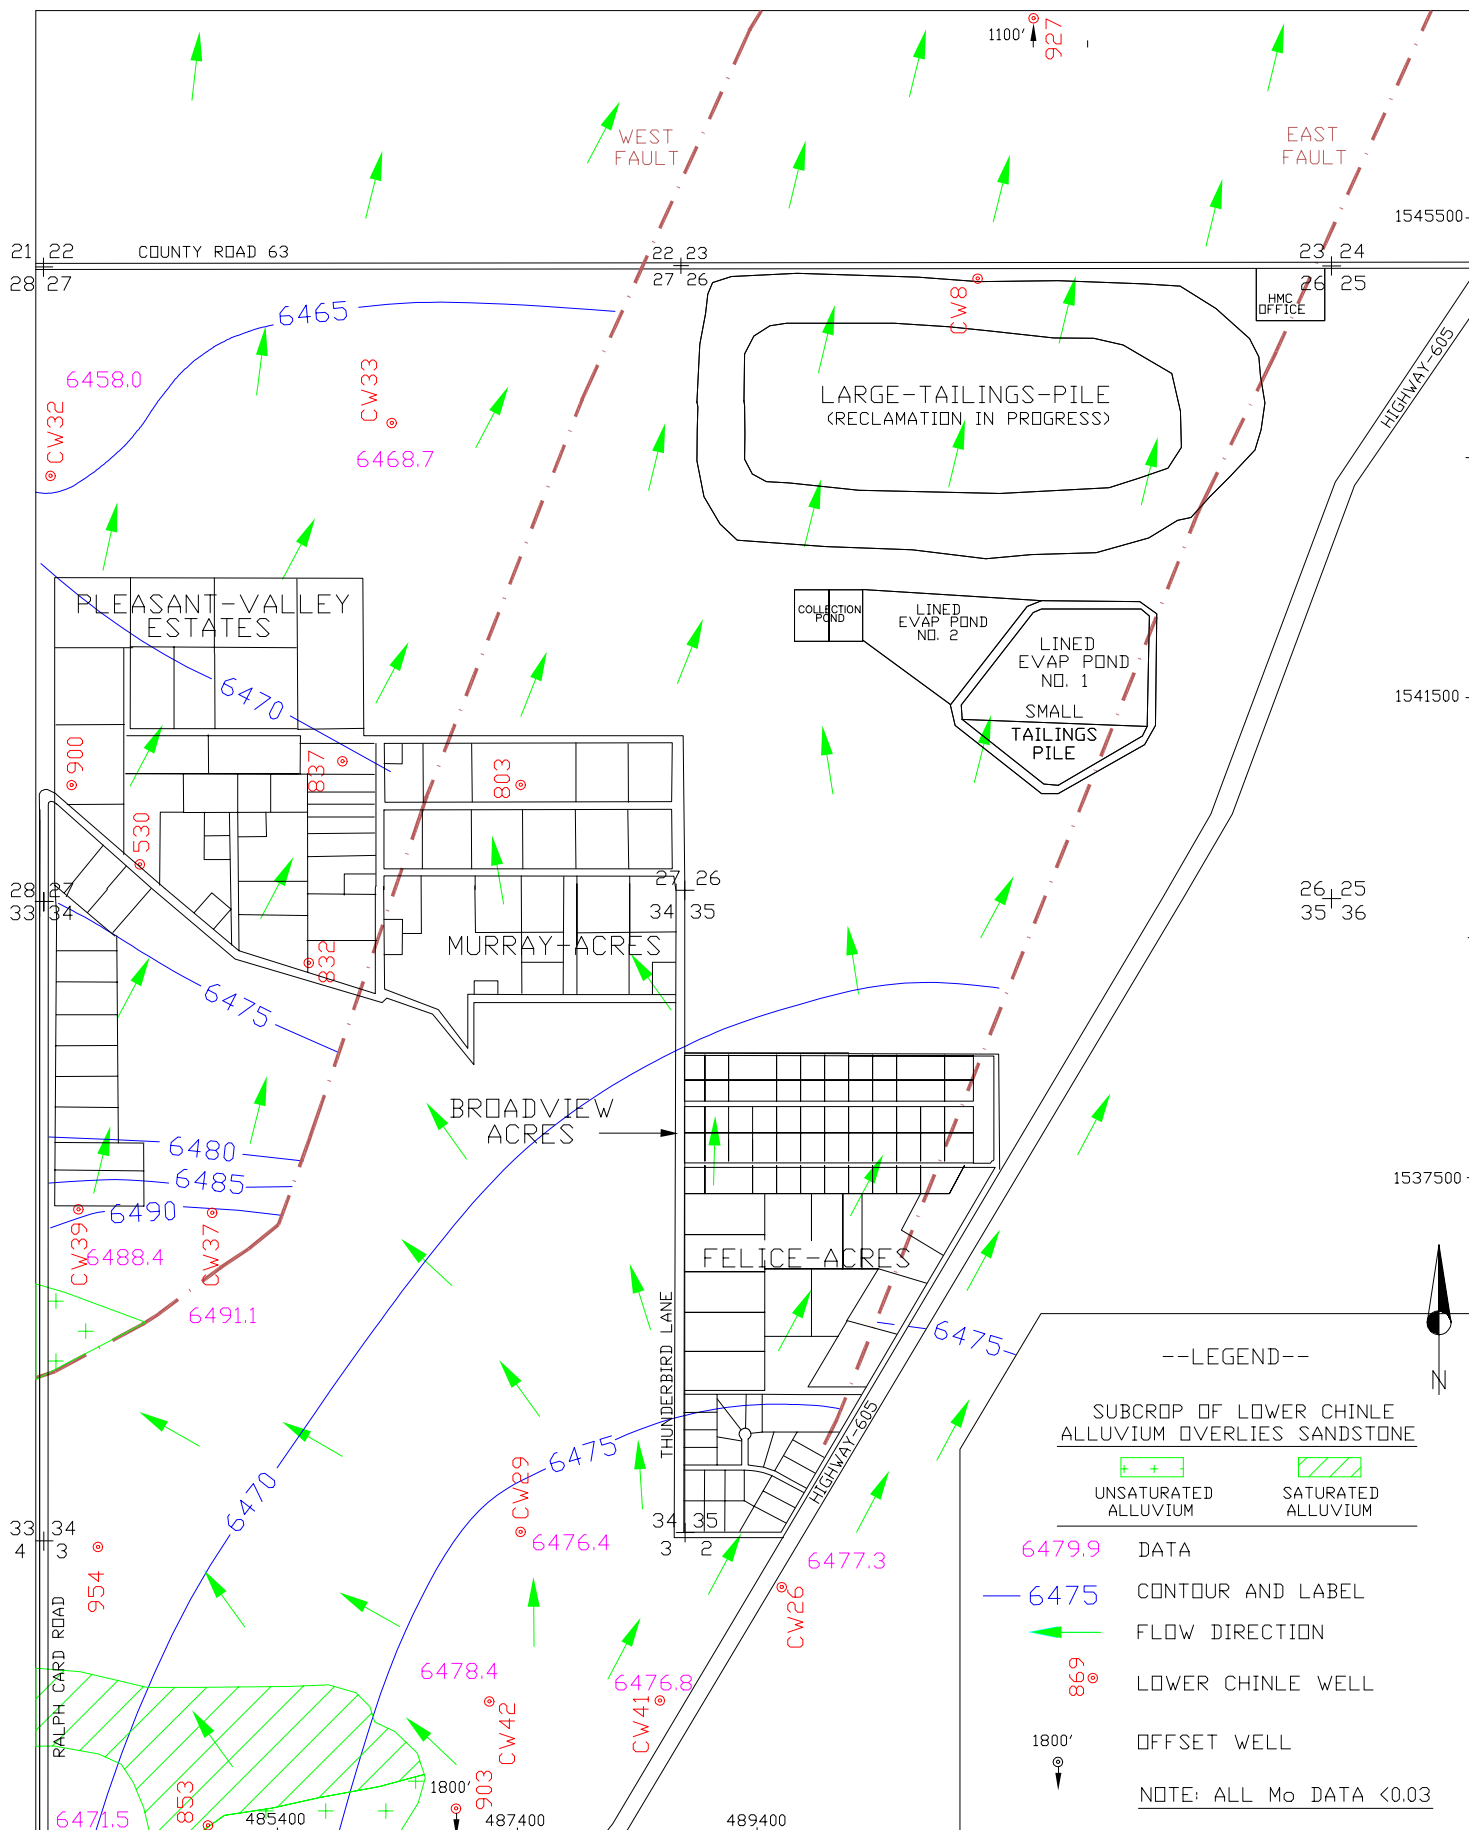 1100'
927
WEST
FAULT
EAST
FAULT
1545500
21 22
COUNTY ROAD 63
22 23
23 24
28 27
27 26
26 25
HMC
OFFICE
6465
CW8
HIGHWAY-605
6458.0
CW33
CW32
6468.7
LARGE-TAILINGS-PILE
(RECLAMATION IN PROGRESS)
PLEASANT-VALLEY
ESTATES
COLLECTION
POND
LINED
EVAP POND
NO. 2
LINED
EVAP POND
NO. 1
6470
1541500
SMALL
TAILINGS
PILE
900
837
803
530
28 27
33 34
27 26
34 35
26 25
35 36
832
MURRAY-ACRES
6475
BROADVIEW
ACRES
6480
6485
6490
1537500
CW39
CW37
6488.4
6491.1
FELICE-ACRES
THUNDERBIRD LANE
6475
HIGHWAY-605
6475
6470
CW29
6476.4
33 34
4 3
34 35
3 2
954
6477.3
CW26
RALPH CARD ROAD
6478.4
6476.8
CW42
CW41
1800'
903
853
6471.5
485400
487400
489400
N
--LEGEND--
SUBCROP OF LOWER CHINLE
ALLUVIUM OVERLIES SANDSTONE
UNSATURATED
ALLUVIUM
SATURATED
ALLUVIUM
6479.9 DATA
6475 CONTOUR AND LABEL
FLOW DIRECTION
869 LOWER CHINLE WELL
1800' OFFSET WELL
NOTE: ALL Mo DATA <0.03